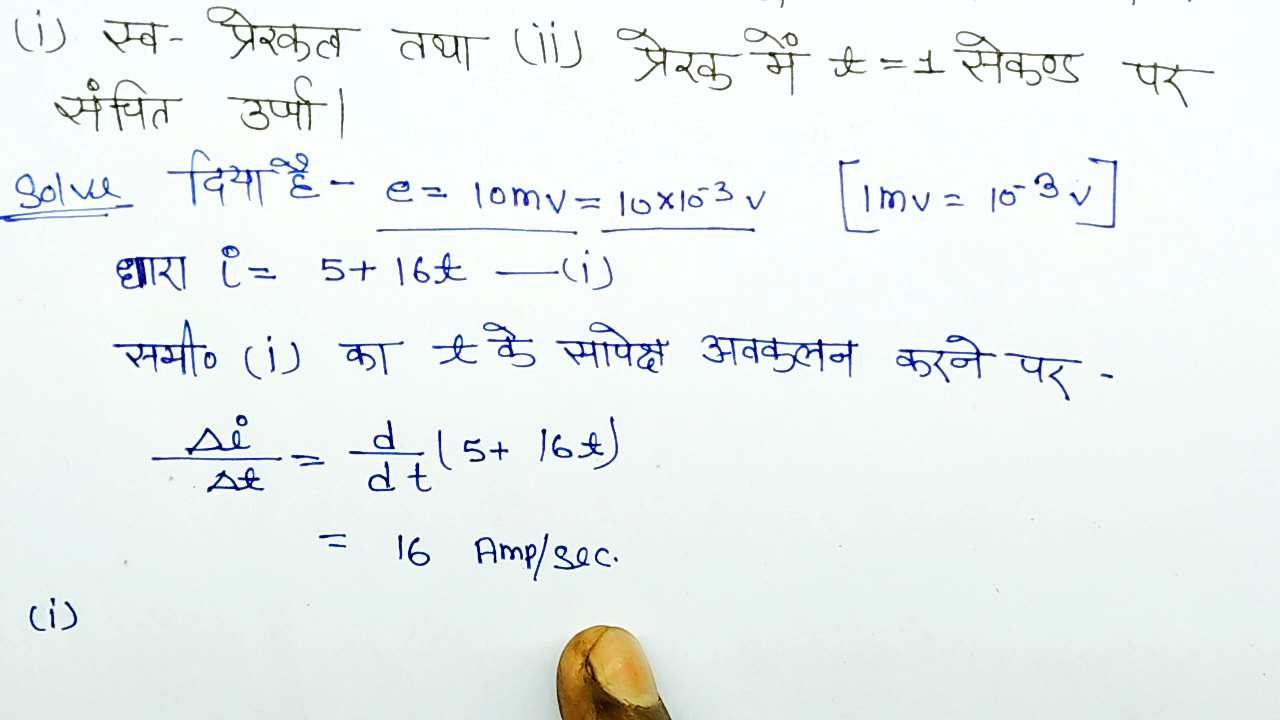 (i) स्व- प्रेरकत्व तथा (ii) प्रेरक में t = 1 सेकण्ड पर
संचित उर्जा।
Solve दिया है - e = 10mv = 10×10⁻³ v [1mv = 10⁻³ v]
धारा i = 5+ 16t —(i)
समी० (i) का t के सापेक्ष अवकलन करने पर -
Δi/Δt = d/dt (5+ 16t)
= 16 Amp/sec.
(i)